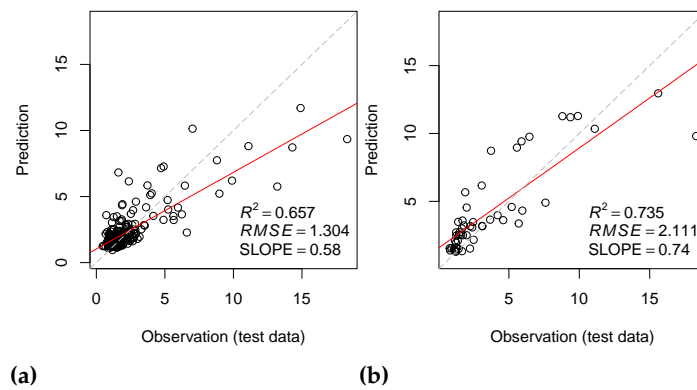 15
10
5
0
Prediction
R² = 0.657
RMSE = 1.304
SLOPE = 0.58
0 5 10 15
Observation (test data)
(a)
15
10
5
Prediction
R² = 0.735
RMSE = 2.111
SLOPE = 0.74
5 10 15
Observation (test data)
(b)